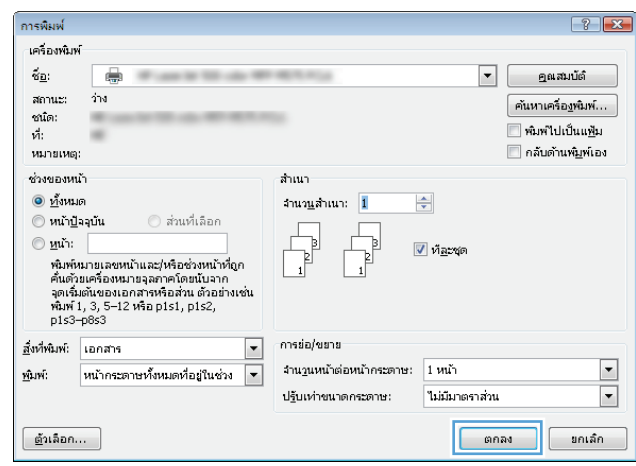 การพิมพ์
เครื่องพิมพ์
ชื่อ:
คุณสมบัติ
สถานะ: ว่าง
ค้นหาเครื่องพิมพ์...
ชนิด:
ที่:
พิมพ์ไปเป็นแฟ้ม
หมายเหตุ:
กลับด้านพิมพ์เอง
ช่วงของหน้า
ทั้งหมด
หน้าปัจจุบัน ส่วนที่เลือก
หน้า:
พิมพ์หมายเลขหน้าและ/หรือช่วงหน้าที่ถูก
คั่นด้วยเครื่องหมายจุลภาคโดยนับจาก
จุดเริ่มต้นของเอกสารหรือส่วน ตัวอย่างเช่น
พิมพ์ 1, 3, 5–12 หรือ p1s1, p1s2,
p1s3–p8s3
สำเนา
จำนวนสำเนา: 1
3 3
2 2
1 1
ทีละชุด
สิ่งที่พิมพ์: เอกสาร
พิมพ์: หน้ากระดาษทั้งหมดที่อยู่ในช่วง
การย่อ/ขยาย
จำนวนหน้าต่อหน้ากระดาษ: 1 หน้า
ปรับเท่าขนาดกระดาษ: ไม่มีมาตราส่วน
ตัวเลือก...
ตกลง
ยกเลิก